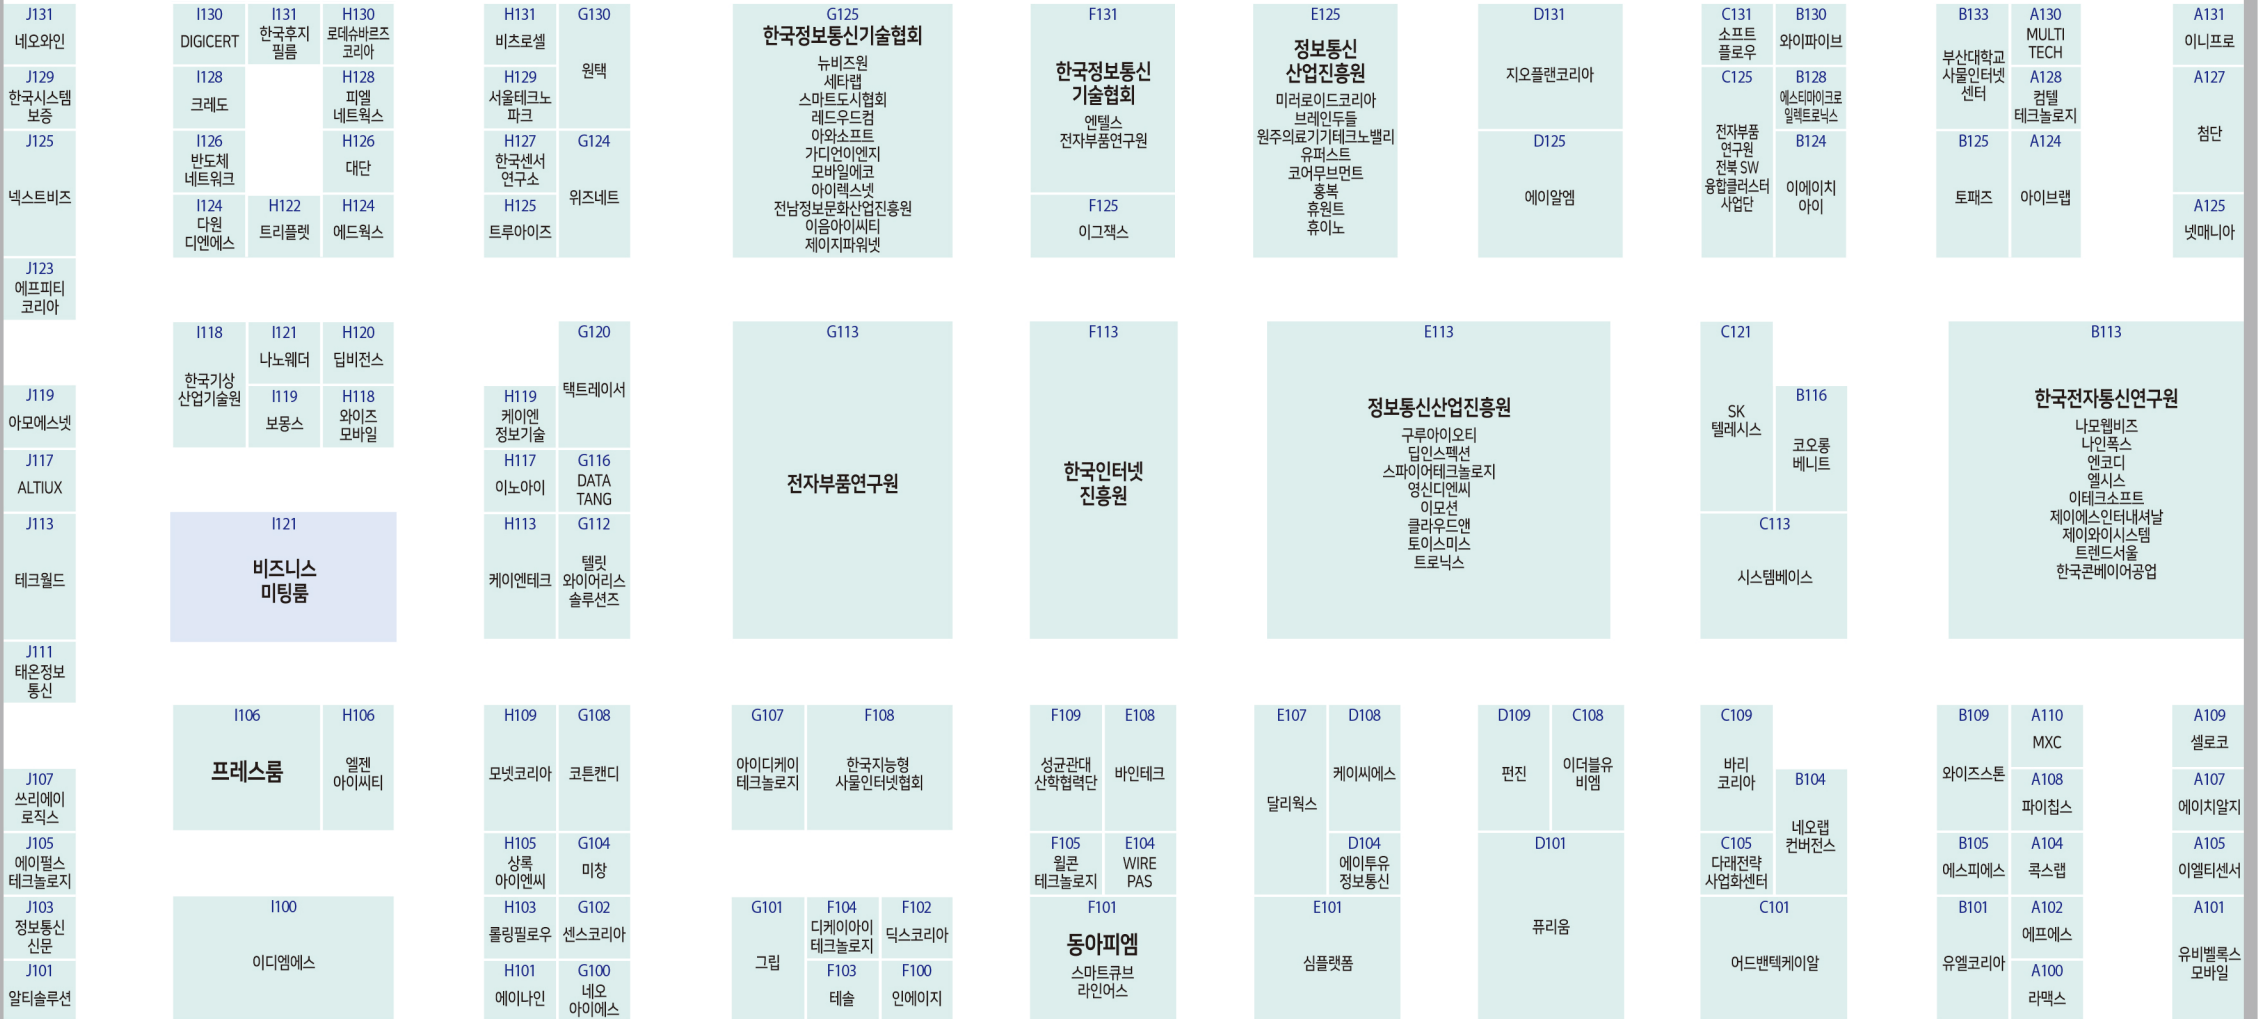 J131
네오와인
J129
한국시스템
보증
J125
넥스트비즈
J123
에프피티
코리아
J119
아모에스넷
J117
ALTIUX
J113
테크월드
J111
태온정보
통신
J107
쓰리에이
로직스
J105
에이펄스
테크놀로지
J103
정보통신
신문
J101
알티솔루션
I130
DIGICERT
I131
한국후지
필름
H130
로데슈바르즈
코리아
I128
크레도
H128
피엘
네트웍스
I126
반도체
네트워크
H126
대단
I124
다원
디엔에스
H122
트리플렛
H124
에드웍스
I118
한국기상
산업기술원
I121
나노웨더
H120
딥비전스
I119
보몽스
H118
와이즈
모바일
I121
비즈니스
미팅룸
I106
프레스룸
H106
엘젠
아이씨티
I100
이디엠에스
H131
비츠로셀
G130
원택
H129
서울테크노
파크
H127
한국센서
연구소
G124
위즈네트
H125
트루아이즈
G120
택트레이서
H119
케이엔
정보기술
H117
이노아이
G116
DATA
TANG
H113
케이엔테크
G112
텔릿
와이어리스
솔루션즈
H109
모넷코리아
G108
코튼캔디
H105
상록
아이엔씨
G104
미창
H103
롤링필로우
G102
센스코리아
H101
에이나인
G100
네오
아이에스
G125
한국정보통신기술협회
뉴비즈원
세타랩
스마트도시협회
레드우드컴
아와소프트
가디언이엔지
모바일에코
아이렉스넷
전남정보문화산업진흥원
이음아이씨티
제이지파워넷
G113
전자부품연구원
G107
아이디케이
테크놀로지
F108
한국지능형
사물인터넷협회
G101
그립
F104
디케이아이
테크놀로지
F102
딕스코리아
F103
테솔
F100
인에이지
F131
한국정보통신
기술협회
엔텔스
전자부품연구원
F125
이그잭스
F113
한국인터넷
진흥원
F109
성균관대
산학협력단
E108
바인테크
F105
윌콘
테크놀로지
E104
WIRE
PAS
F101
동아피엠
스마트큐브
라인어스
E125
정보통신
산업진흥원
미러로이드코리아
브레인두들
원주의료기기테크노밸리
유퍼스트
코어무브먼트
홍복
휴원트
휴이노
D131
지오플랜코리아
D125
에이알엠
E113
정보통신산업진흥원
구루아이오티
딥인스펙션
스파이어테크놀로지
영신디엔씨
이모션
클라우드앤
토이스미스
트로닉스
E107
달리웍스
D108
케이씨에스
D104
에이투유
정보통신
E101
심플랫폼
D109
펀진
C108
이더블유
비엠
D101
퓨리움
C131
소프트
플로우
B130
와이파이브
C125
전자부품
연구원
전북 SW
융합클러스터
사업단
B128
에스티마이크로
일렉트로닉스
B124
이에이치
아이
C121
SK
텔레시스
B116
코오롱
베니트
C113
시스템베이스
C109
바리
코리아
B104
네오랩
컨버전스
C105
다래전략
사업화센터
C101
어드밴텍케이알
B133
부산대학교
사물인터넷
센터
A130
MULTI
TECH
A128
컴텔
테크놀로지
B125
토패즈
A124
아이브랩
A131
이니프로
A127
첨단
A125
넷매니아
B113
한국전자통신연구원
나모웹비즈
나인폭스
엔코디
엘시스
이테크소프트
제이에스인터내셔날
제이와이시스템
트렌드서울
한국콘베이어공업
B109
와이즈스톤
A110
MXC
A108
파이칩스
B105
에스피에스
A104
콕스랩
B101
유엘코리아
A102
에프에스
A100
라맥스
A109
셀로코
A107
에이치알지
A105
이엘티센서
A101
유비벨록스
모바일